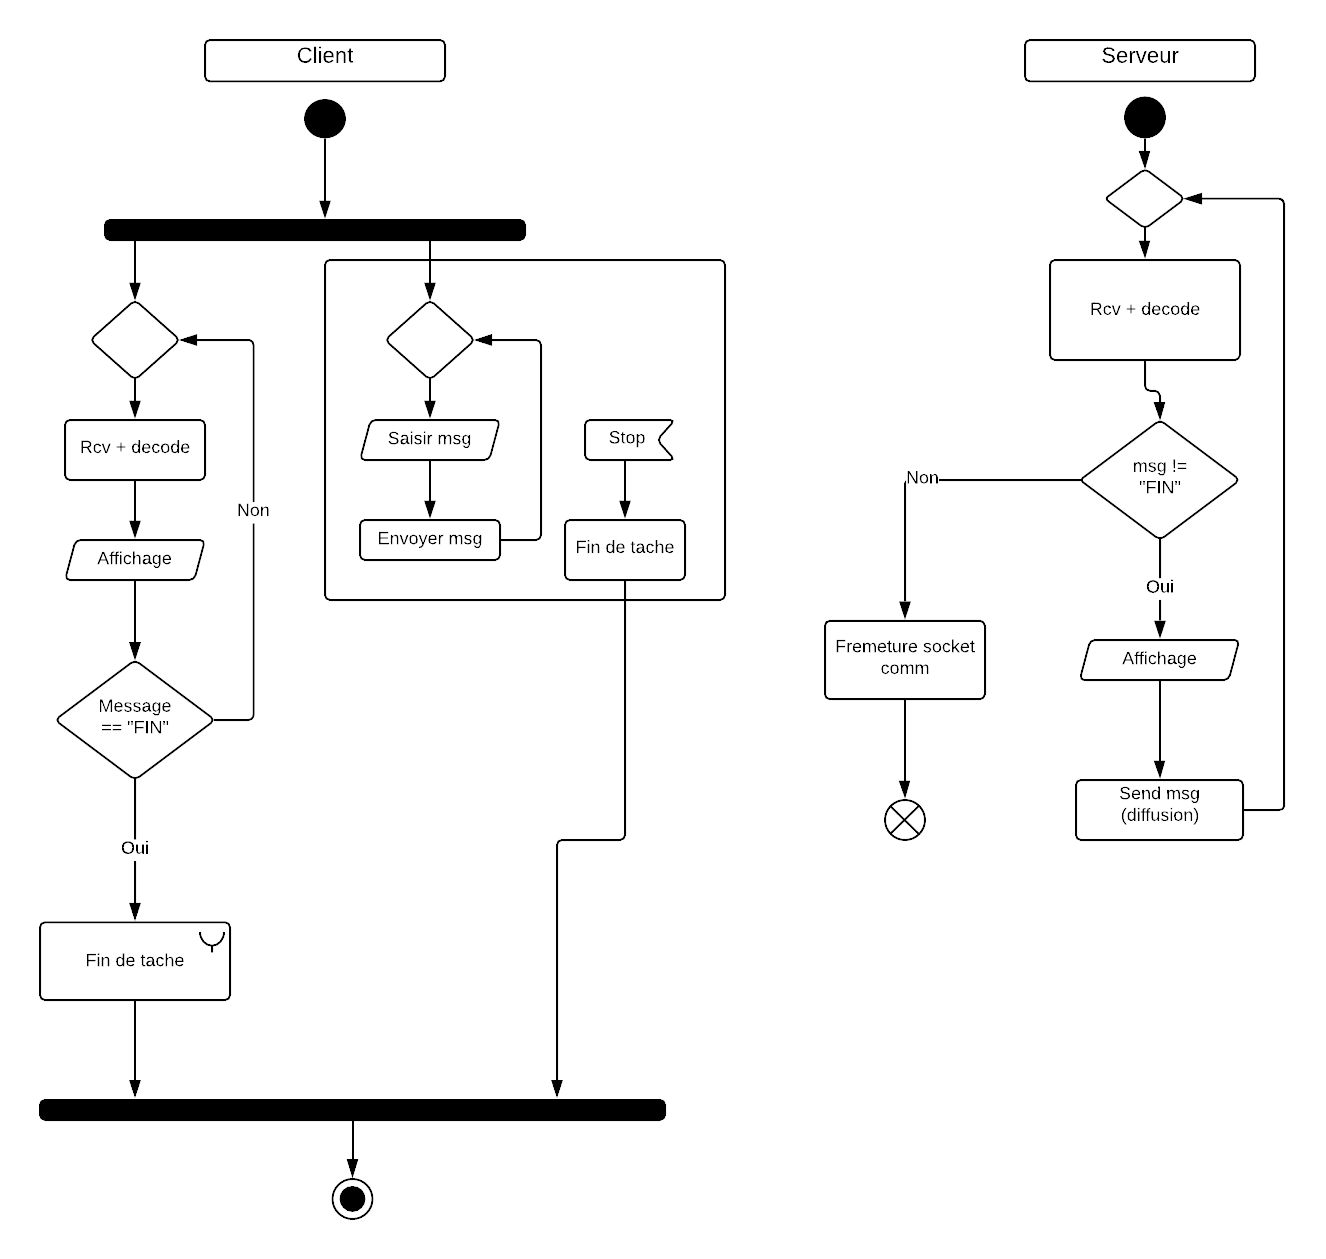 Client
Rcv + decode
Affichage
Message
== "FIN"
Non
Oui
Fin de tache
Saisir msg
Envoyer msg
Stop
Fin de tache
Serveur
Rcv + decode
msg !=
"FIN"
Non
Oui
Fremeture socket
comm
Affichage
Send msg
(diffusion)